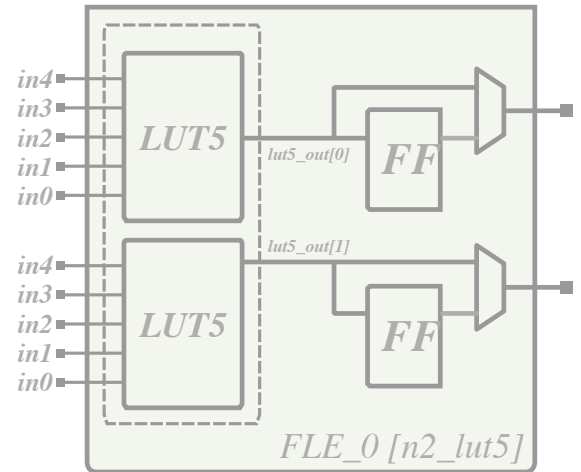 in4
in3
in2
in1
in0
LUT5
lut5_out[0]
FF
in4
in3
in2
in1
in0
LUT5
lut5_out[1]
FF
FLE_0 [n2_lut5]